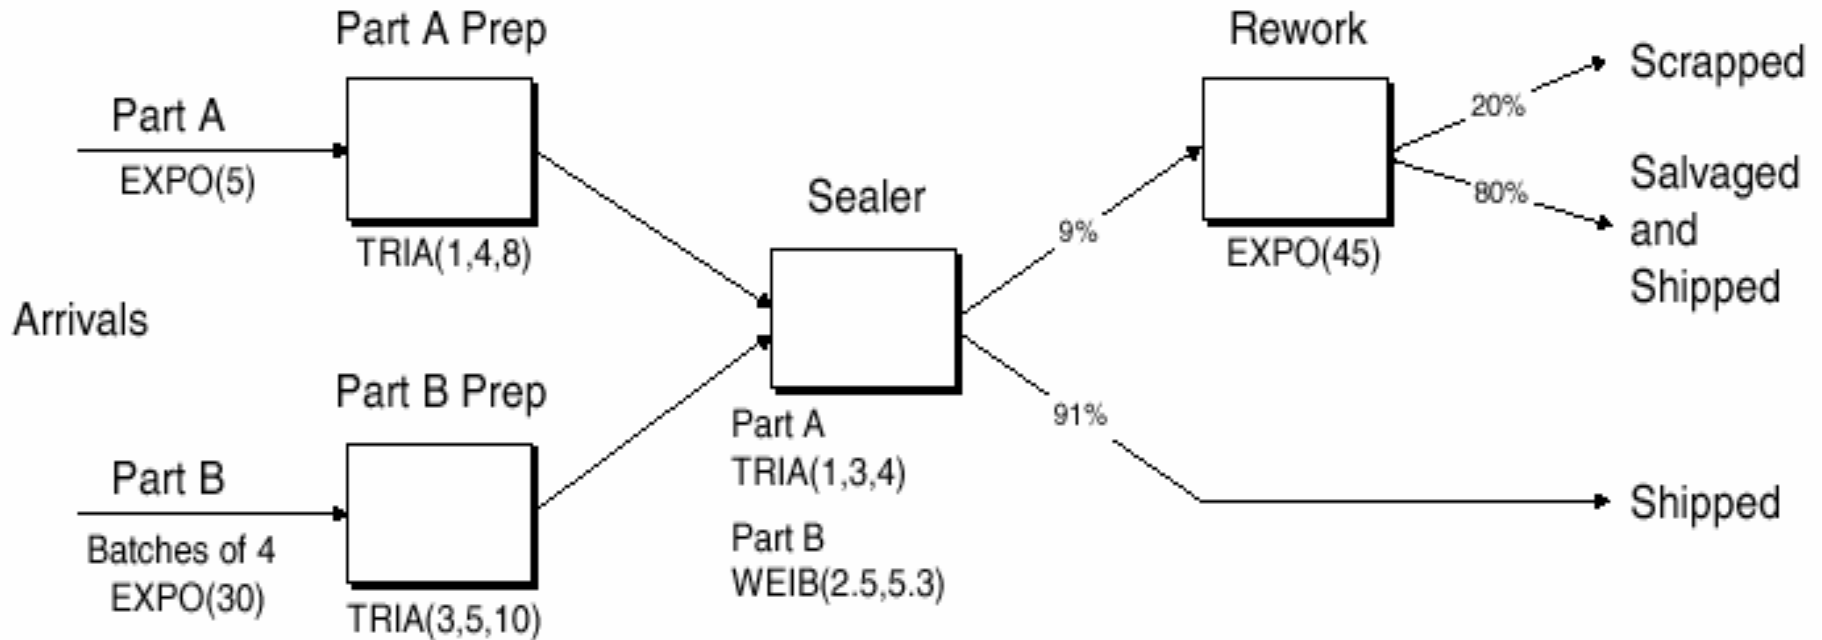 Part A Prep
Part A
EXPO(5)
TRIA(1,4,8)
Arrivals
Part B Prep
Part B
Batches of 4
EXPO(30)
TRIA(3,5,10)
Sealer
Part A
TRIA(1,3,4)
Part B
WEIB(2.5,5.3)
9%
91%
Rework
EXPO(45)
20%
80%
Scrapped
Salvaged
and
Shipped
Shipped